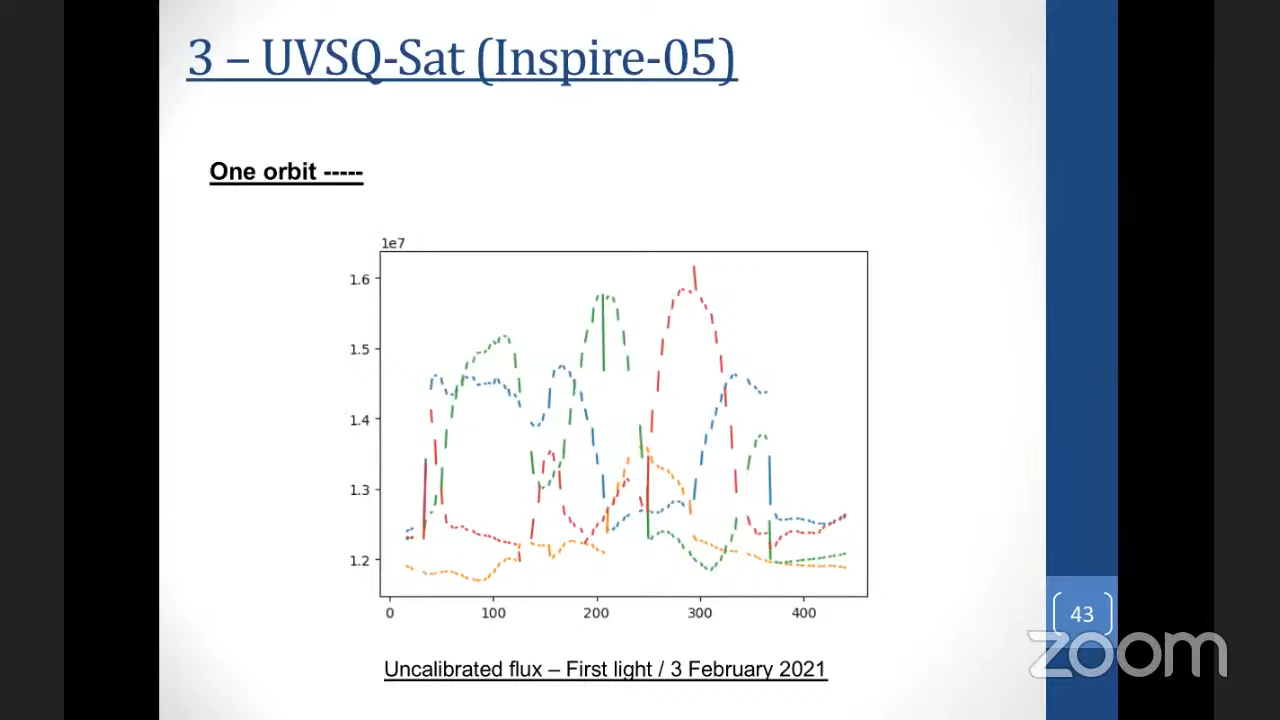 3 – UVSQ-Sat (Inspire-05)
One orbit -----
1e7
1.6
1.5
1.4
1.3
1.2
0 100 200 300 400
Uncalibrated flux – First light / 3 February 2021
43
zoom